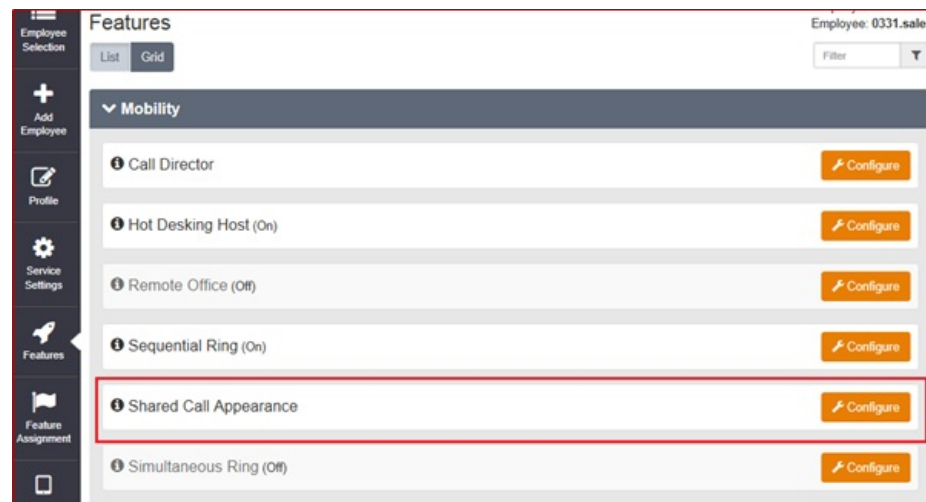 Employee
Selection
Add
Employee
Profile
Service
Settings
Features
Feature
Assignment
Features
Employee: 0331.sale
List
Grid
Filter
Mobility
Call Director
Configure
Hot Desking Host (On)
Configure
Remote Office (Off)
Configure
Sequential Ring (On)
Configure
Shared Call Appearance
Configure
Simultaneous Ring (Off)
Configure